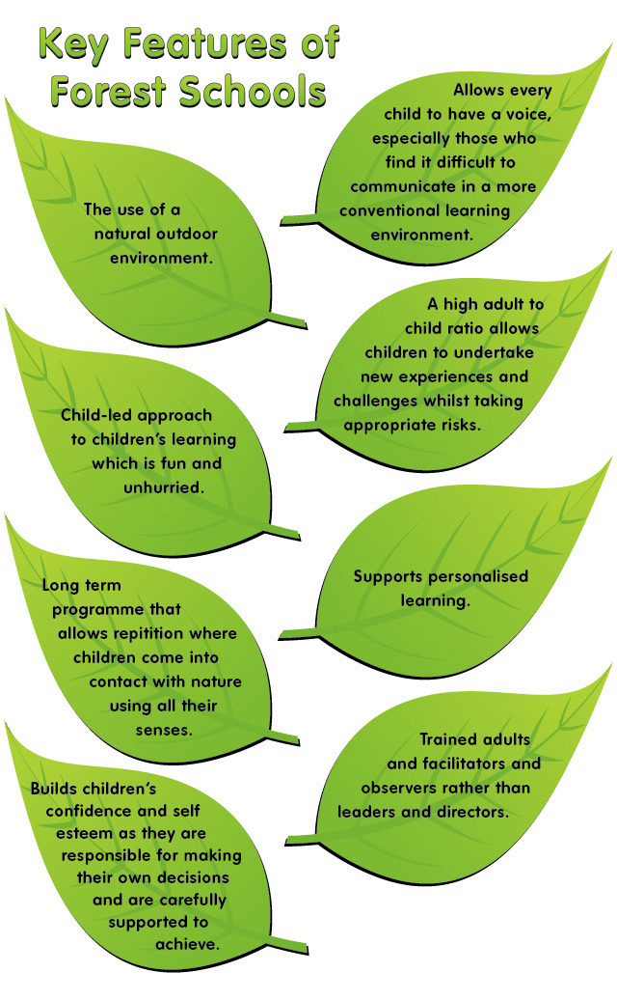 Key Features of
Forest Schools
The use of a
natural outdoor
environment.
Allows every
child to have a voice,
especially those who
find it difficult to
communicate in a more
conventional learning
environment.
Child-led approach
to children's learning
which is fun and
unhurried.
A high adult to
child ratio allows
children to undertake
new experiences and
challenges whilst taking
appropriate risks.
Long term
programme that
allows repitition where
children come into
contact with nature
using all their
senses.
Supports personalised
learning.
Builds children's
confidence and self
esteem as they are
responsible for making
their own decisions
and are carefully
supported to
achieve.
Trained adults
and facilitators and
observers rather than
leaders and directors.